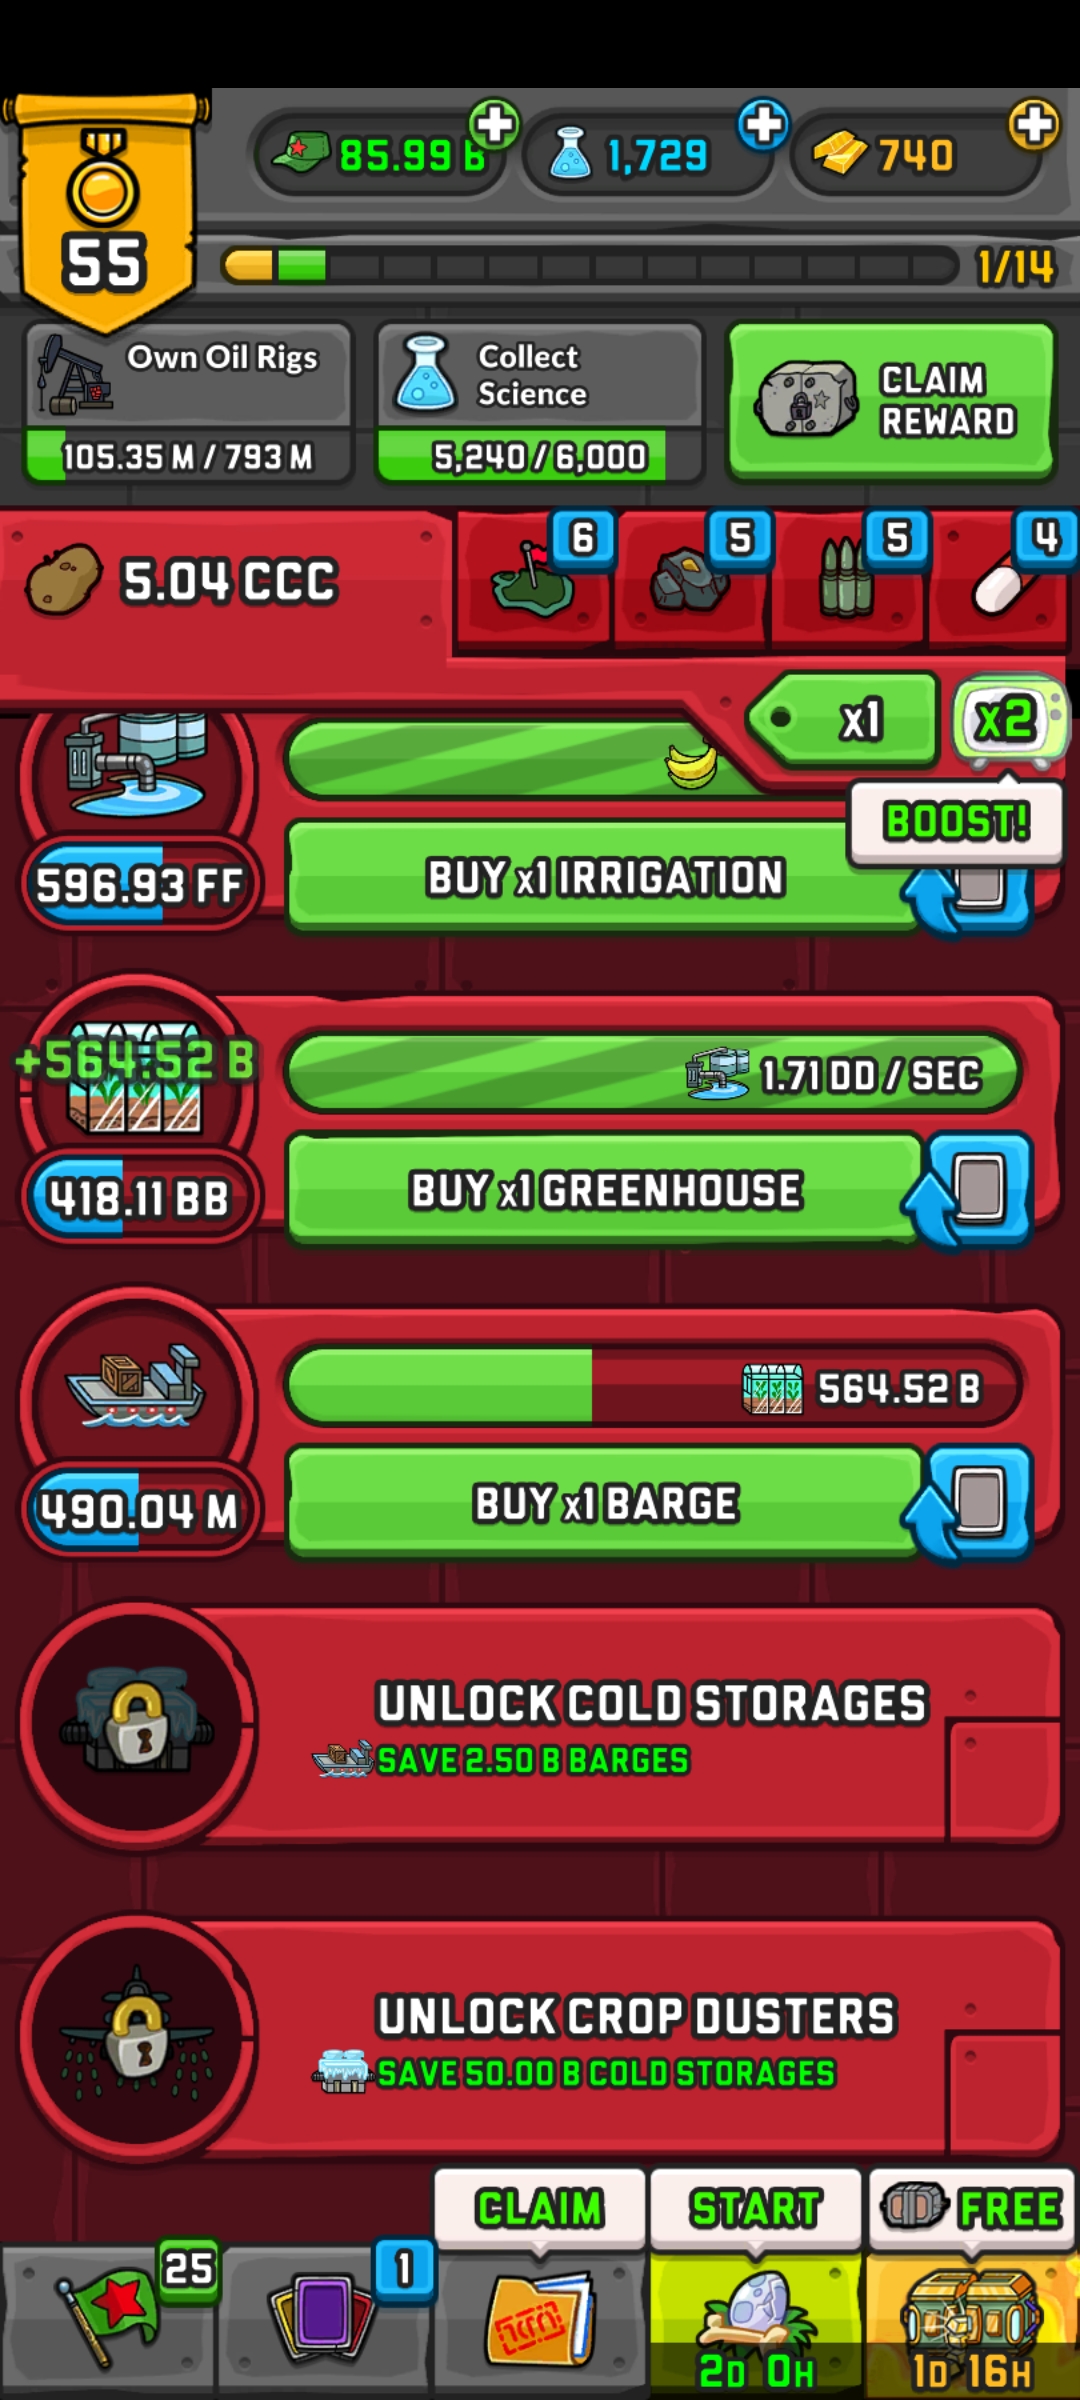 85.99 B
1,729
740
55
1/14
Own Oil Rigs
105.35 M / 793 M
Collect
Science
5,240 / 6,000
CLAIM
REWARD
5.04 CCC
6
5
5
4
x1
x2
BOOST!
596.93 FF
BUY x1 IRRIGATION
+564.52 B
1.71 DD / SEC
418.11 BB
BUY x1 GREENHOUSE
564.52 B
490.04 M
BUY x1 BARGE
UNLOCK COLD STORAGES
SAVE 2.50 B BARGES
UNLOCK CROP DUSTERS
SAVE 50.00 B COLD STORAGES
CLAIM
START
FREE
25
1
2D 0H
1D 16H